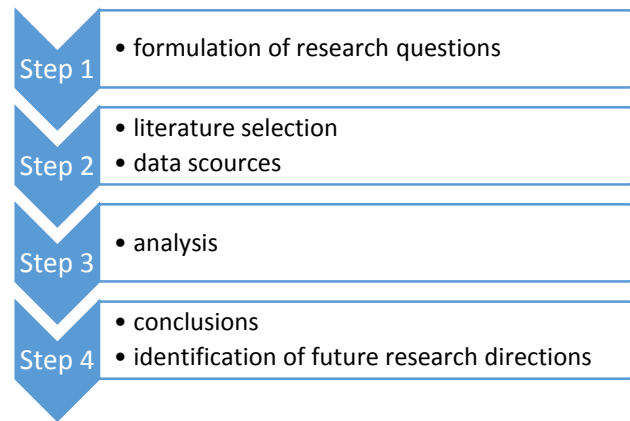 Step 1
• formulation of research questions
Step 2
• literature selection
• data scources
Step 3
• analysis
Step 4
• conclusions
• identification of future research directions